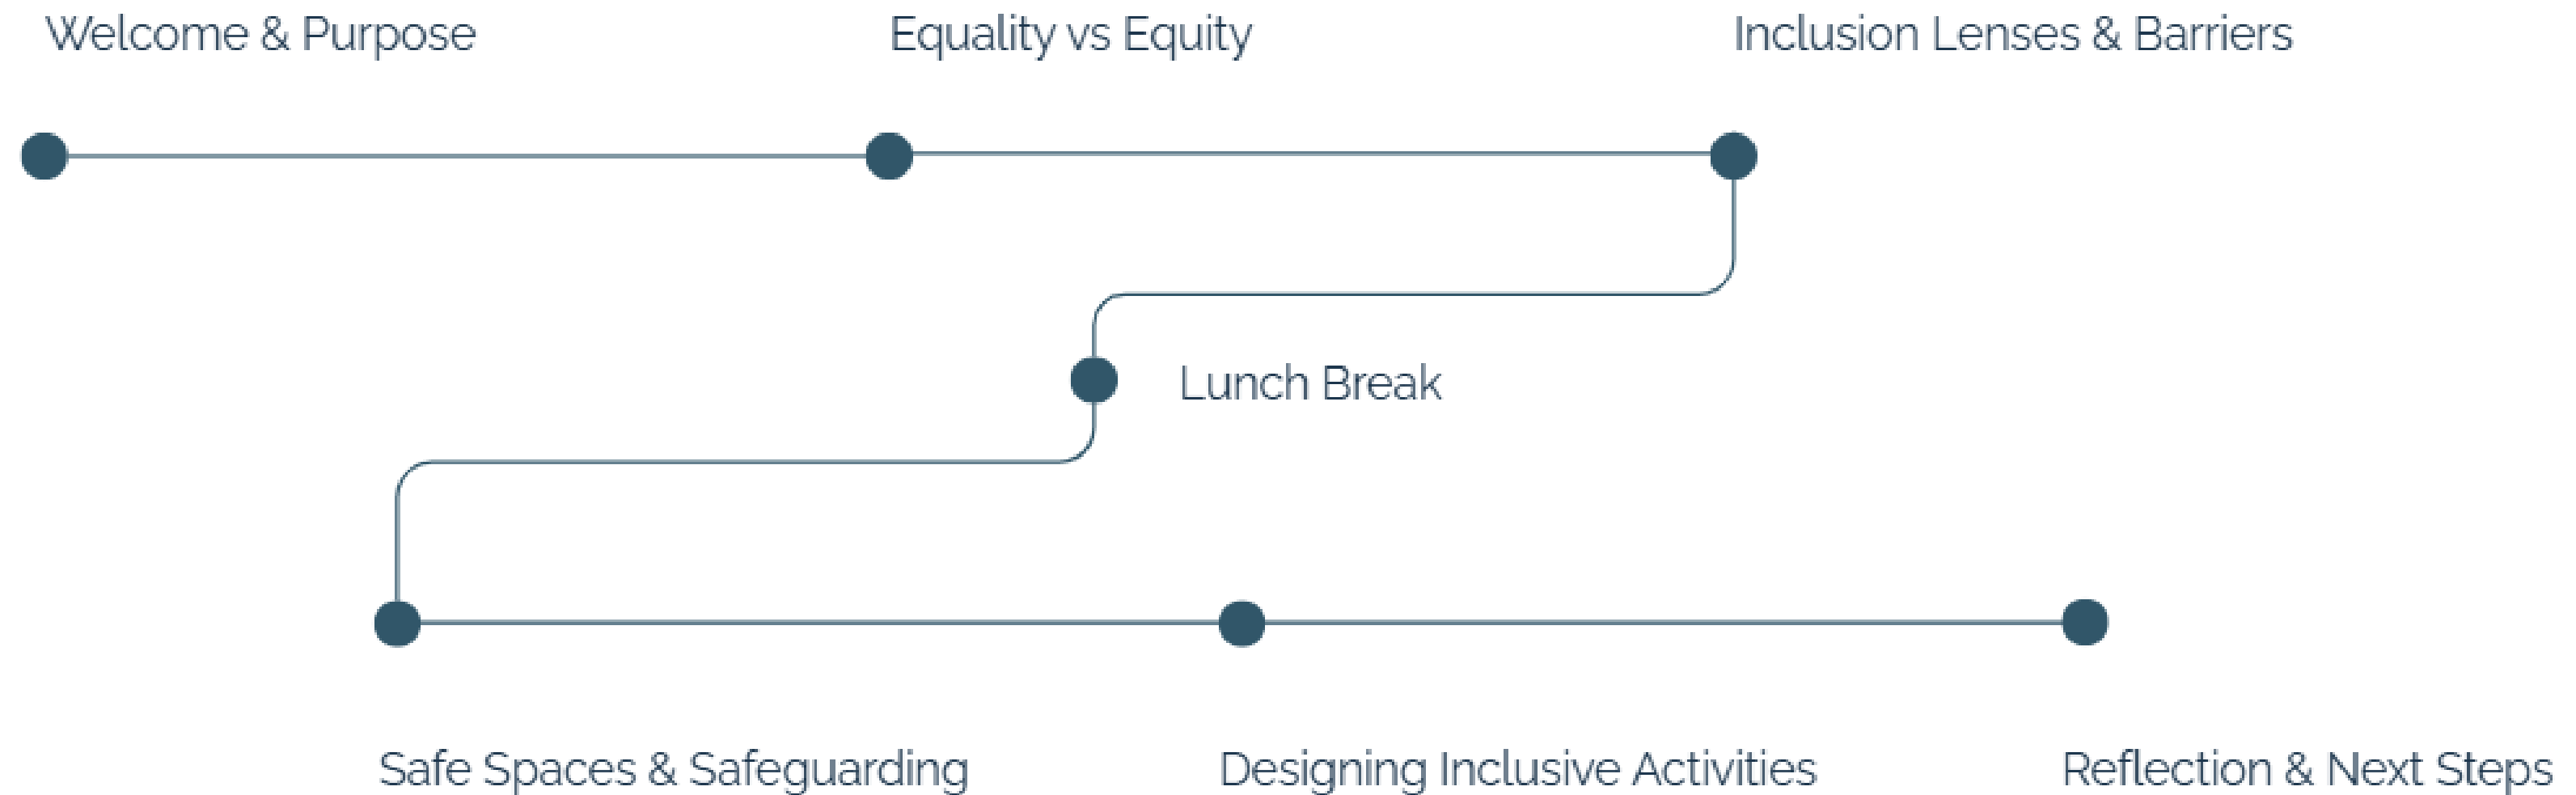 Welcome & Purpose
Equality vs Equity
Inclusion Lenses & Barriers
Lunch Break
Safe Spaces & Safeguarding
Designing Inclusive Activities
Reflection & Next Steps